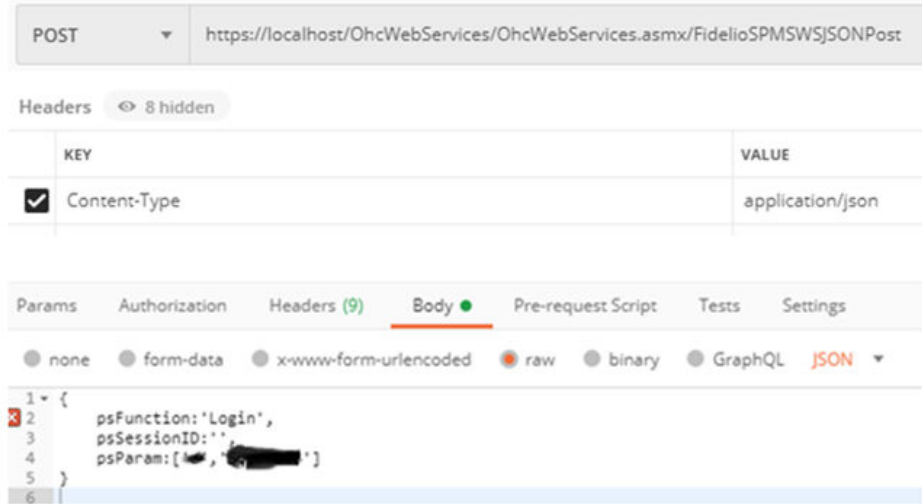 POST https://localhost/OhcWebServices/OhcWebServices.asmx/FidelioSPMSWSJSONPost
Headers 8 hidden
KEY VALUE
Content-Type application/json
Params Authorization Headers (9) Body Pre-request Script Tests Settings
none form-data x-www-form-urlencoded raw binary GraphQL JSON
1 {
2 psFunction:'Login',
3 psSessionID:'',
4 psParam:[ ,' ']
5 }
6